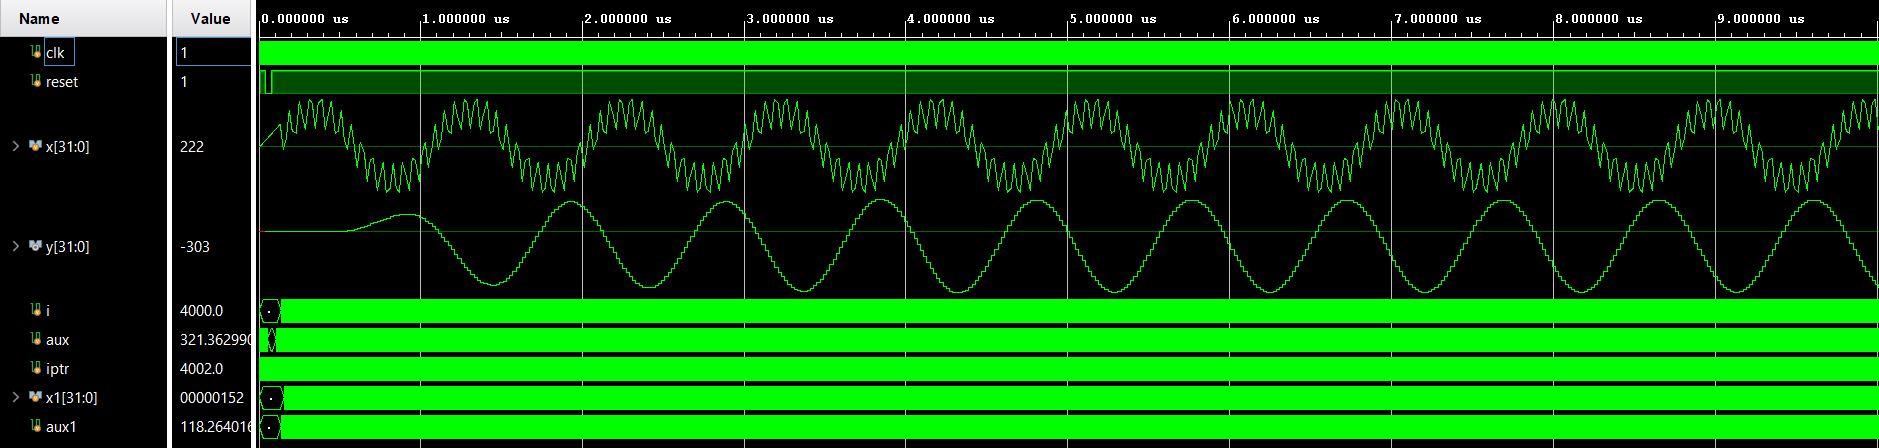 Name Value 0.000000 us 1.000000 us 2.000000 us 3.000000 us 4.000000 us 5.000000 us 6.000000 us 7.000000 us 8.000000 us 9.000000 us
clk 1
reset 1
x[31:0] 222
y[31:0] -303
i 4000.0
aux 321.362990
iptr 4002.0
x1[31:0] 00000152
aux1 118.264016